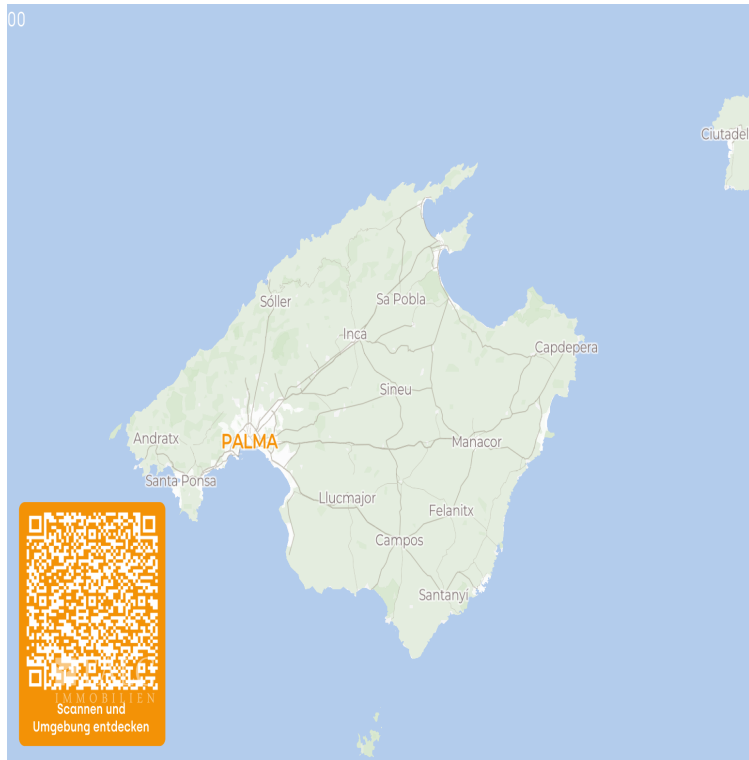 00
Ciutadel
Sóller
Sa Pobla
Inca
Capdepera
Sineu
Andratx
PALMA
Manacor
Santa Ponsa
Llucmajor
Felanitx
Campos
Santanyi
IMMOBILIEN
Scannen und
Umgebung entdecken